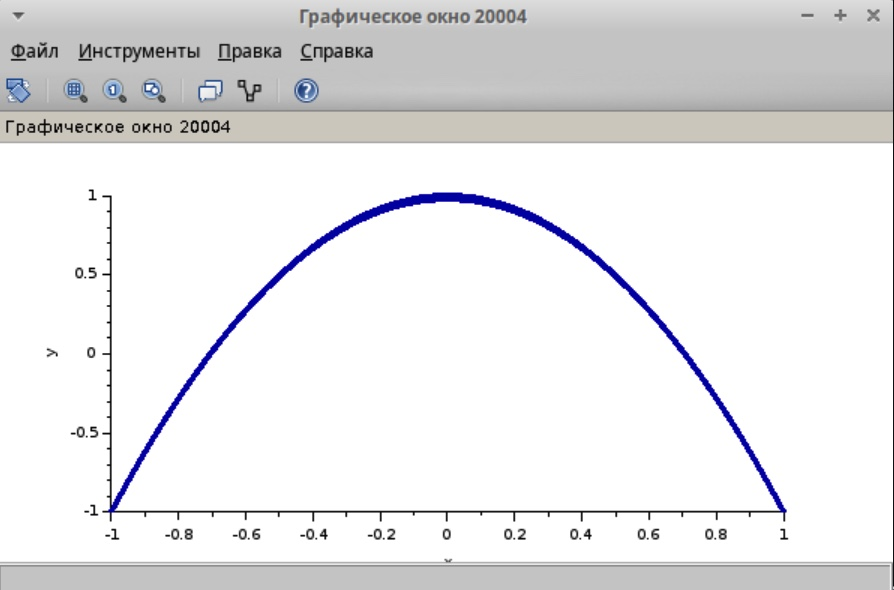 Графическое окно 20004
Файл Инструменты Правка Справка
Графическое окно 20004
1
0.5
0
-0.5
-1
y
-1 -0.8 -0.6 -0.4 -0.2 0 0.2 0.4 0.6 0.8 1